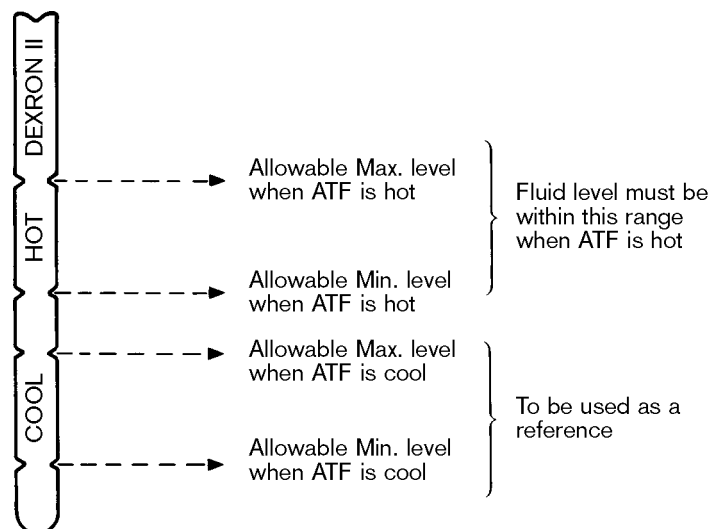 DEXRON II
HOT
COOL
Allowable Max. level
when ATF is hot
Allowable Min. level
when ATF is hot
Fluid level must be
within this range
when ATF is hot
Allowable Max. level
when ATF is cool
Allowable Min. level
when ATF is cool
To be used as a
reference